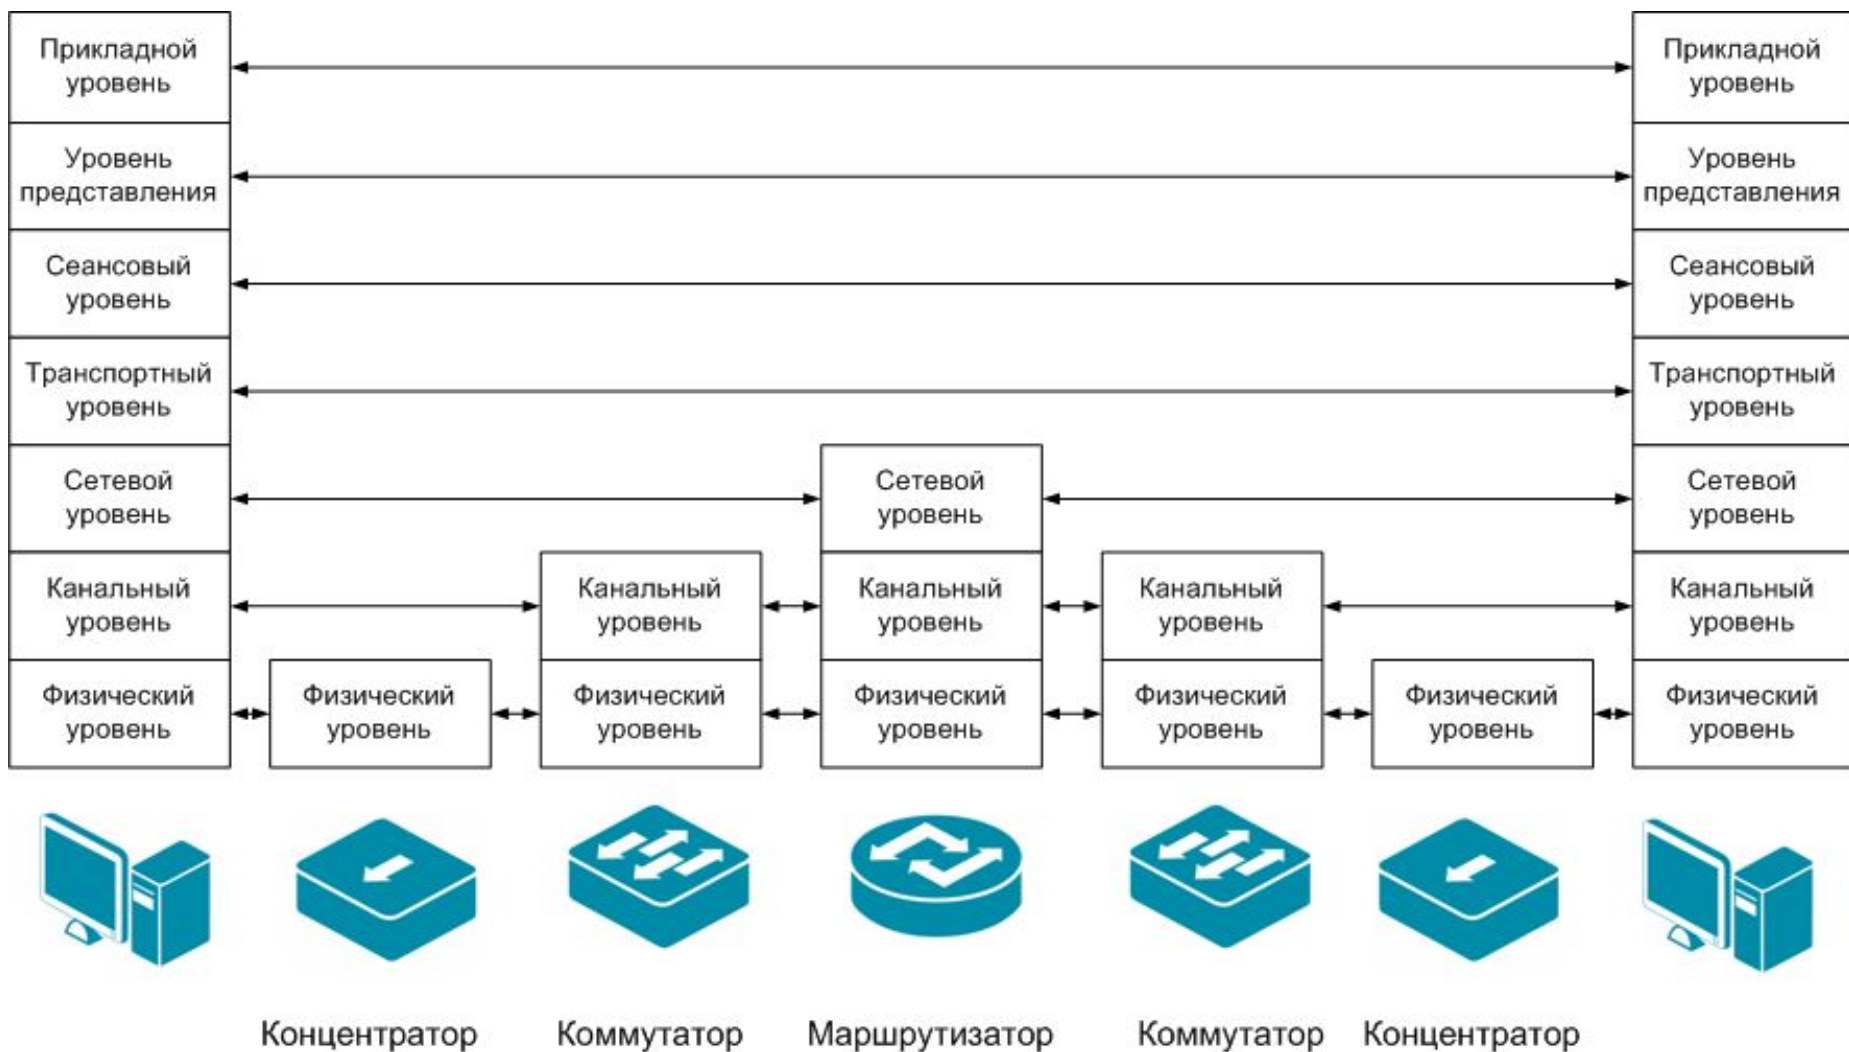 Прикладной
уровень
Прикладной
уровень
Уровень
представления
Уровень
представления
Сеансовый
уровень
Сеансовый
уровень
Транспортный
уровень
Транспортный
уровень
Сетевой
уровень
Сетевой
уровень
Сетевой
уровень
Канальный
уровень
Канальный
уровень
Канальный
уровень
Канальный
уровень
Канальный
уровень
Физический
уровень
Физический
уровень
Физический
уровень
Физический
уровень
Физический
уровень
Физический
уровень
Физический
уровень
Концентратор
Коммутатор
Маршрутизатор
Коммутатор
Концентратор